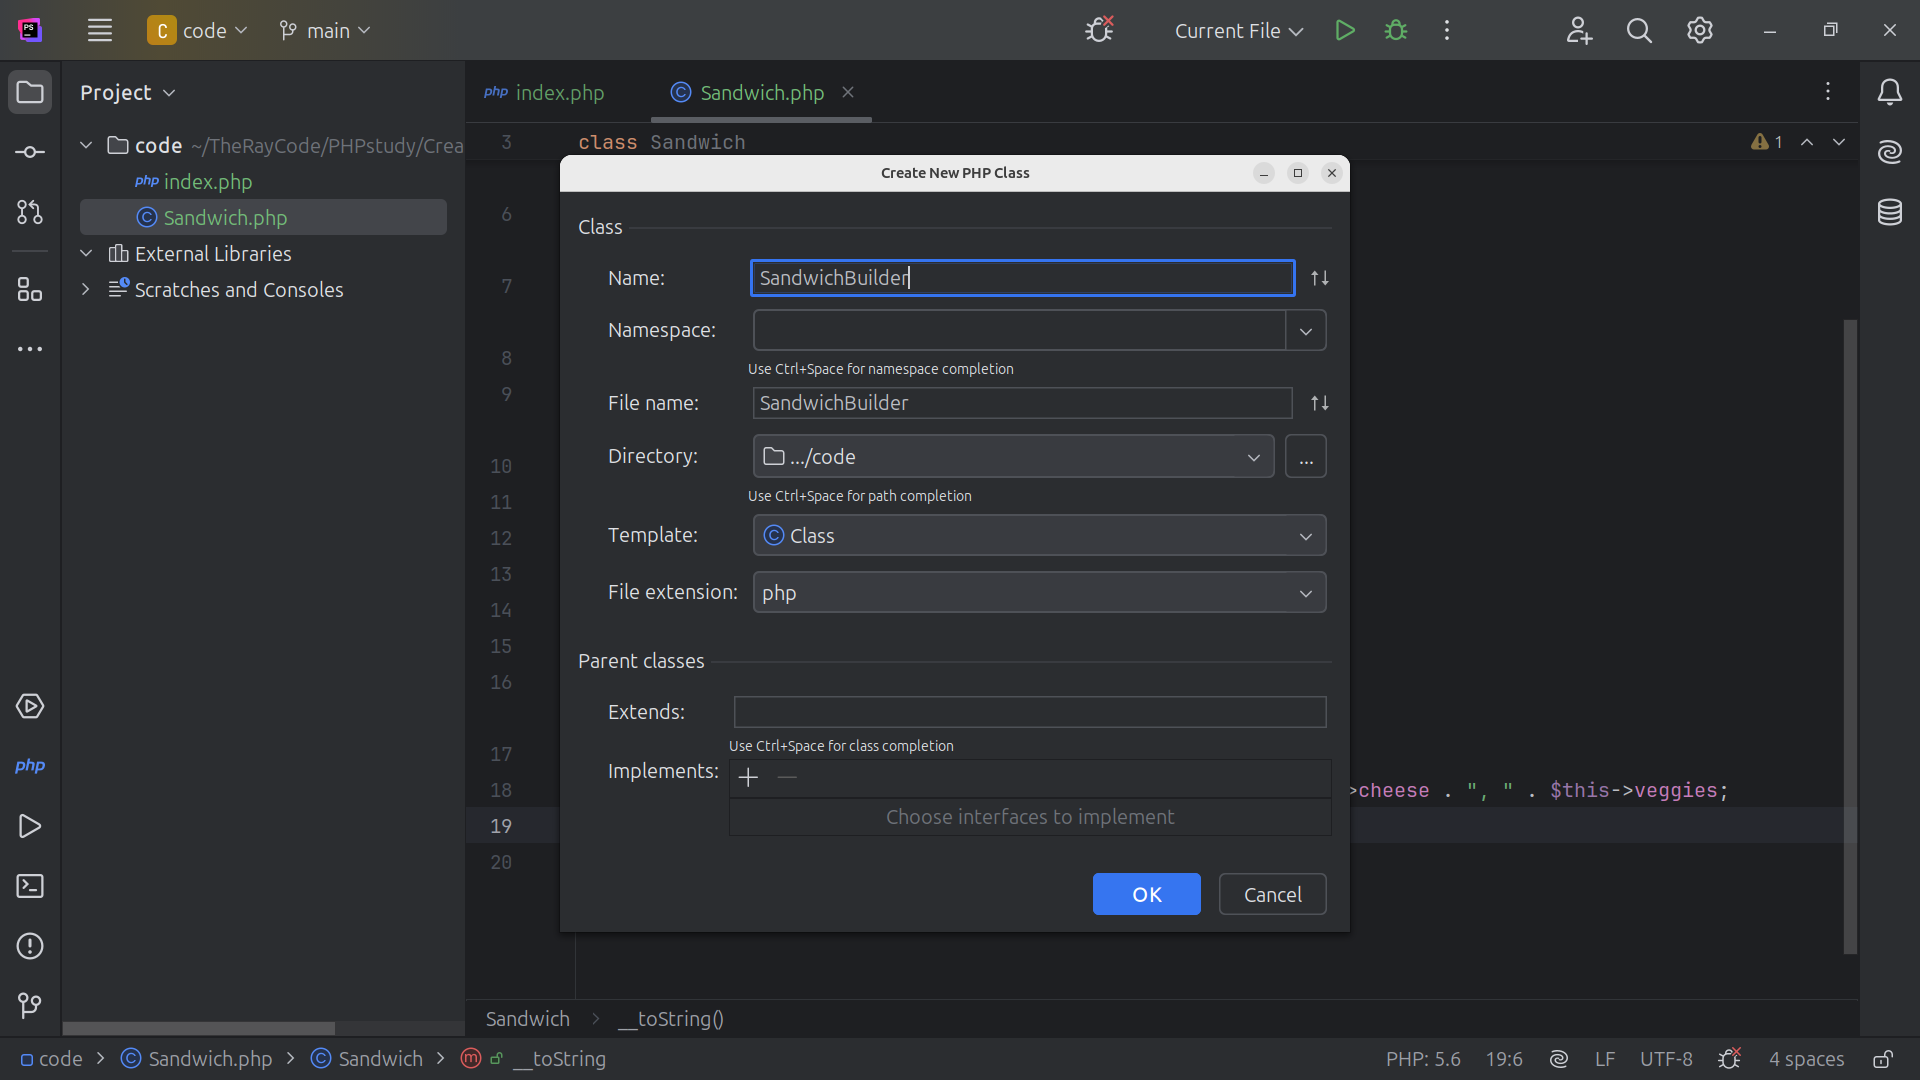 PS
C code main Current File
Project
index.php
Sandwich.php
code ~/TheRayCode/PHPstudy/Crea
php index.php
C Sandwich.php
External Libraries
Scratches and Consoles
php
3 class Sandwich
1
6
7
8
9
10
11
12
13
14
15
16
17
18 >cheese . ", " . $this->veggies;
19
20
Create New PHP Class
Class
Name: SandwichBuilder
Namespace:
Use Ctrl+Space for namespace completion
File name: SandwichBuilder
Directory: .../code ...
Use Ctrl+Space for path completion
Template: C Class
File extension: php
Parent classes
Extends:
Use Ctrl+Space for class completion
Implements:
Choose interfaces to implement
OK Cancel
Sandwich > __toString()
code > C Sandwich.php > C Sandwich > m __toString
PHP: 5.6 19:6 LF UTF-8 4 spaces